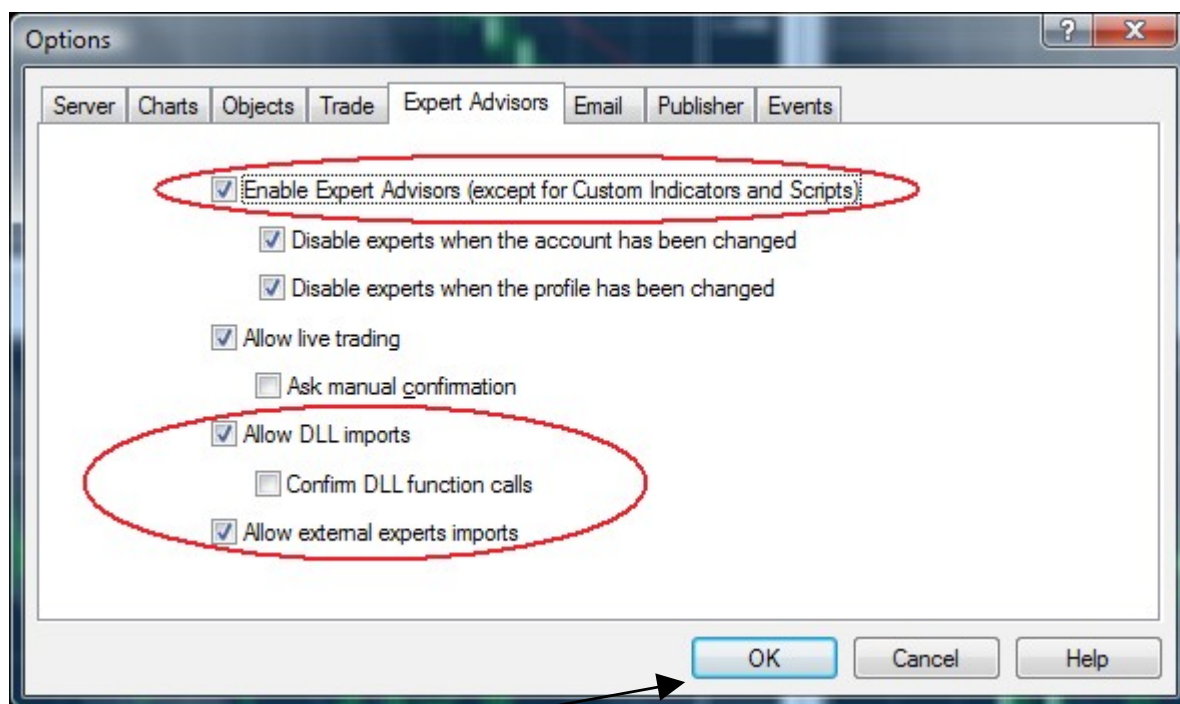 Options
?
X
Server Charts Objects Trade Expert Advisors Email Publisher Events
Enable Expert Advisors (except for Custom Indicators and Scripts)
Disable experts when the account has been changed
Disable experts when the profile has been changed
Allow live trading
Ask manual confirmation
Allow DLL imports
Confirm DLL function calls
Allow external experts imports
OK Cancel Help